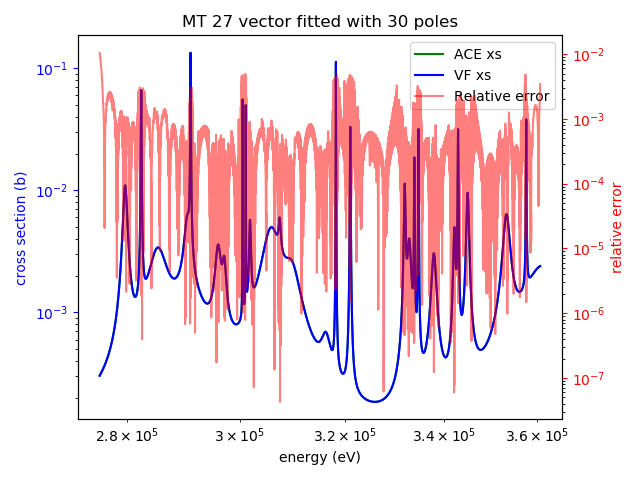 MT 27 vector fitted with 30 poles
ACE xs
VF xs
Relative error
10⁻¹
10⁻²
10⁻³
cross section (b)
10⁻²
10⁻³
10⁻⁴
10⁻⁵
10⁻⁶
10⁻⁷
relative error
2.8 × 10⁵
3 × 10⁵
3.2 × 10⁵
3.4 × 10⁵
3.6 × 10⁵
energy (eV)